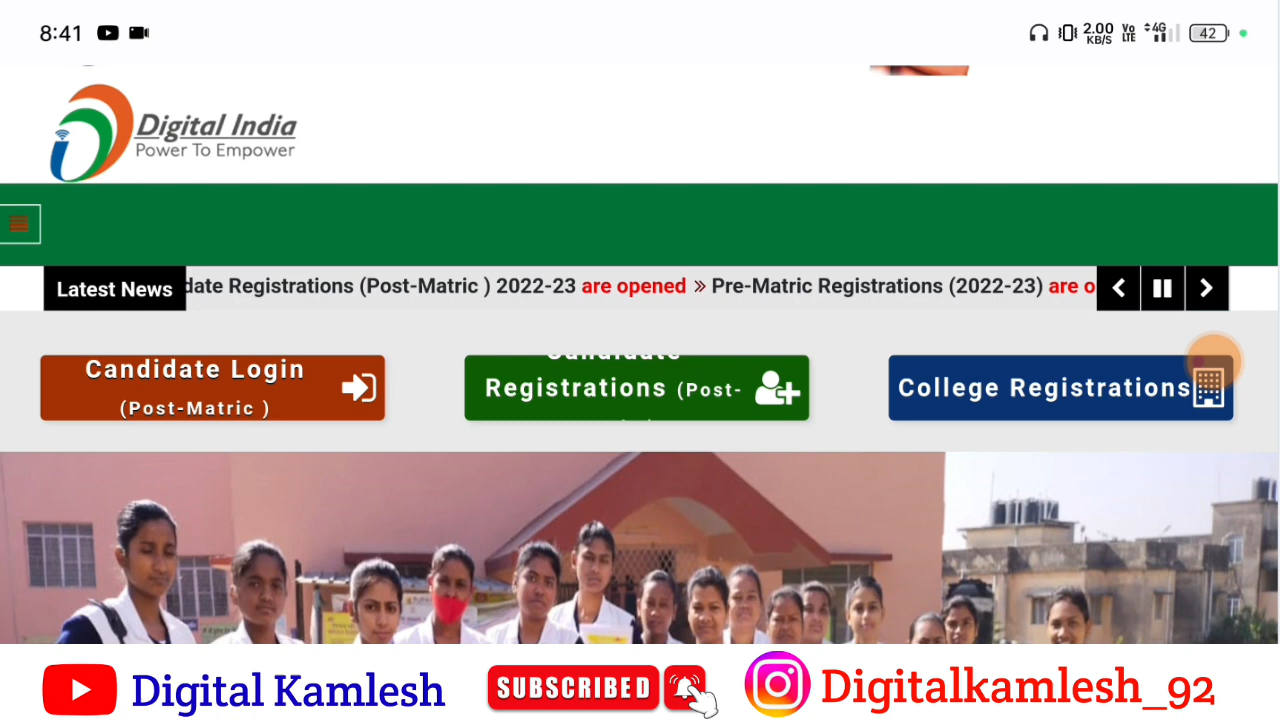 8:41
2.00
KB/S
Vo
LTE
4G
42
Digital India
Power To Empower
Latest News
date Registrations (Post-Matric ) 2022-23 are opened » Pre-Matric Registrations (2022-23) are o
Candidate Login
(Post-Matric )
Candidate
Registrations (Post-
College Registrations
Digital Kamlesh
SUBSCRIBED
Digitalkamlesh_92